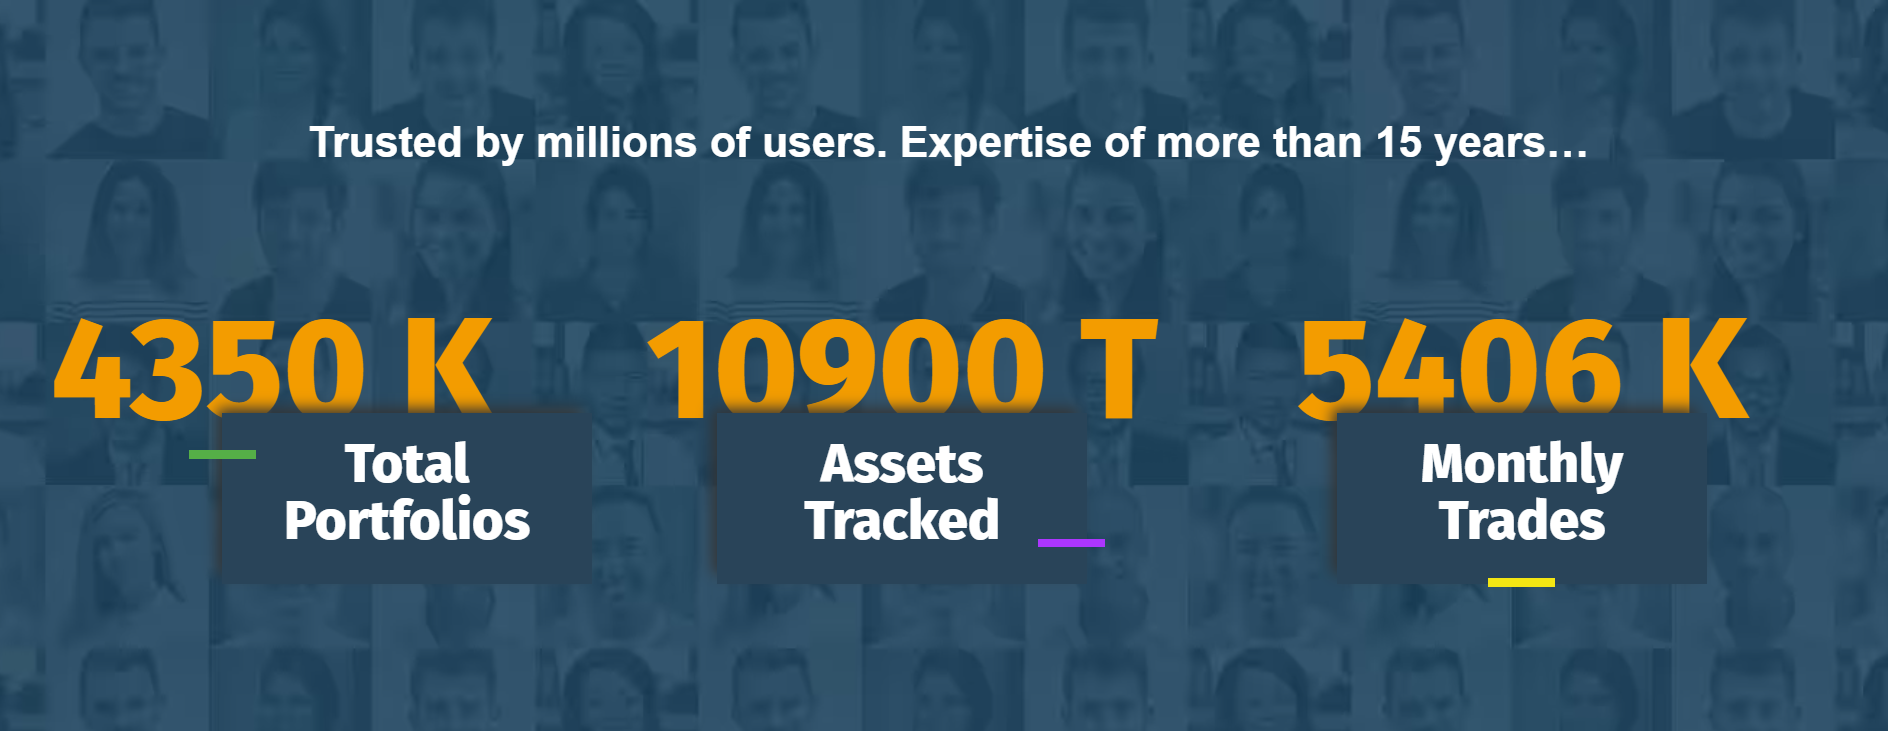 Trusted by millions of users. Expertise of more than 15 years…
4350 K
Total
Portfolios
10900 T
Assets
Tracked
5406 K
Monthly
Trades